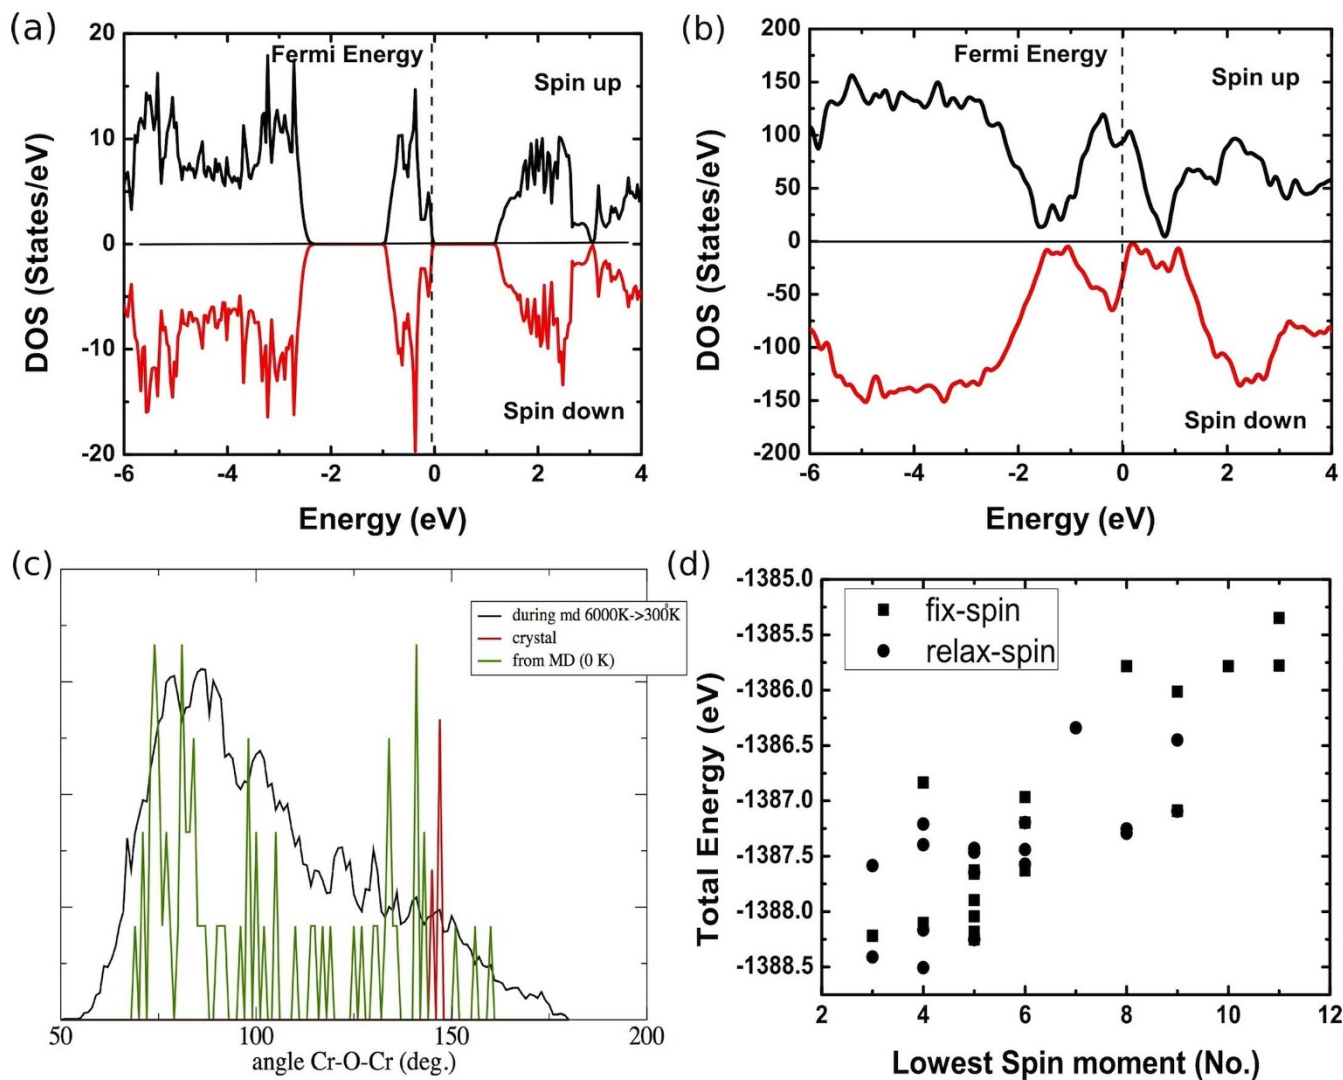 (a)
20
10
0
-10
-20
-6
-4
-2
0
2
4
DOS (States/eV)
Fermi Energy
Spin up
Spin down
Energy (eV)
(b)
200
150
100
50
0
-50
-100
-150
-200
-6
-4
-2
0
2
4
DOS (States/eV)
Fermi Energy
Spin up
Spin down
Energy (eV)
(c)
during md 6000K->300°K
crystal
from MD (0 K)
50
100
150
200
angle Cr-O-Cr (deg.)
(d)
-1385.0
-1385.5
-1386.0
-1386.5
-1387.0
-1387.5
-1388.0
-1388.5
Total Energy (eV)
fix-spin
relax-spin
2
4
6
8
10
12
Lowest Spin moment (No.)